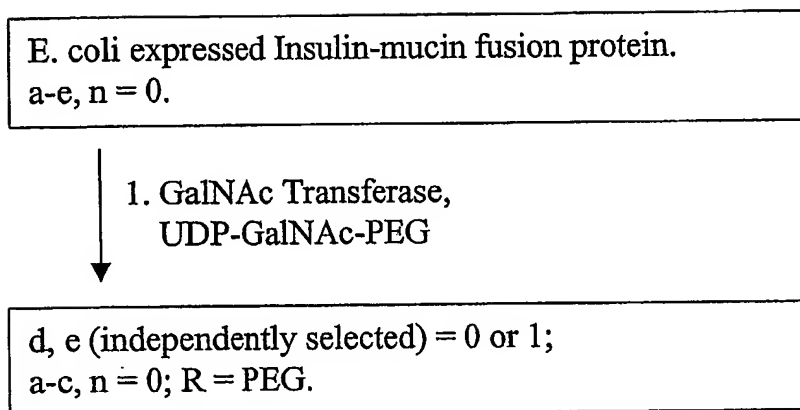 E. coli expressed Insulin-mucin fusion protein.
a-e, n = 0.
1. GalNAc Transferase,
UDP-GalNAc-PEG
d, e (independently selected) = 0 or 1;
a-c, n = 0; R = PEG.